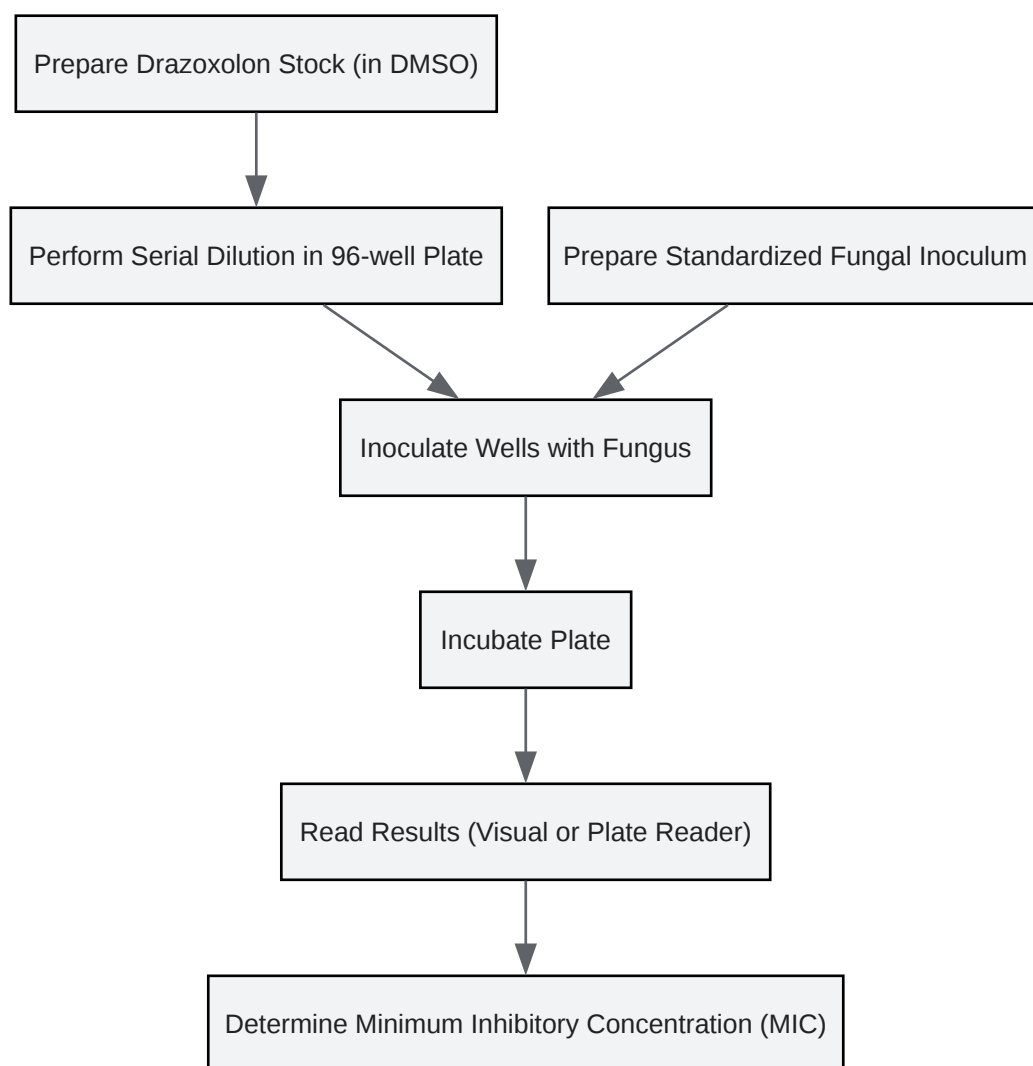 Prepare Drazoxolon Stock (in DMSO)
Perform Serial Dilution in 96-well Plate
Prepare Standardized Fungal Inoculum
Inoculate Wells with Fungus
Incubate Plate
Read Results (Visual or Plate Reader)
Determine Minimum Inhibitory Concentration (MIC)